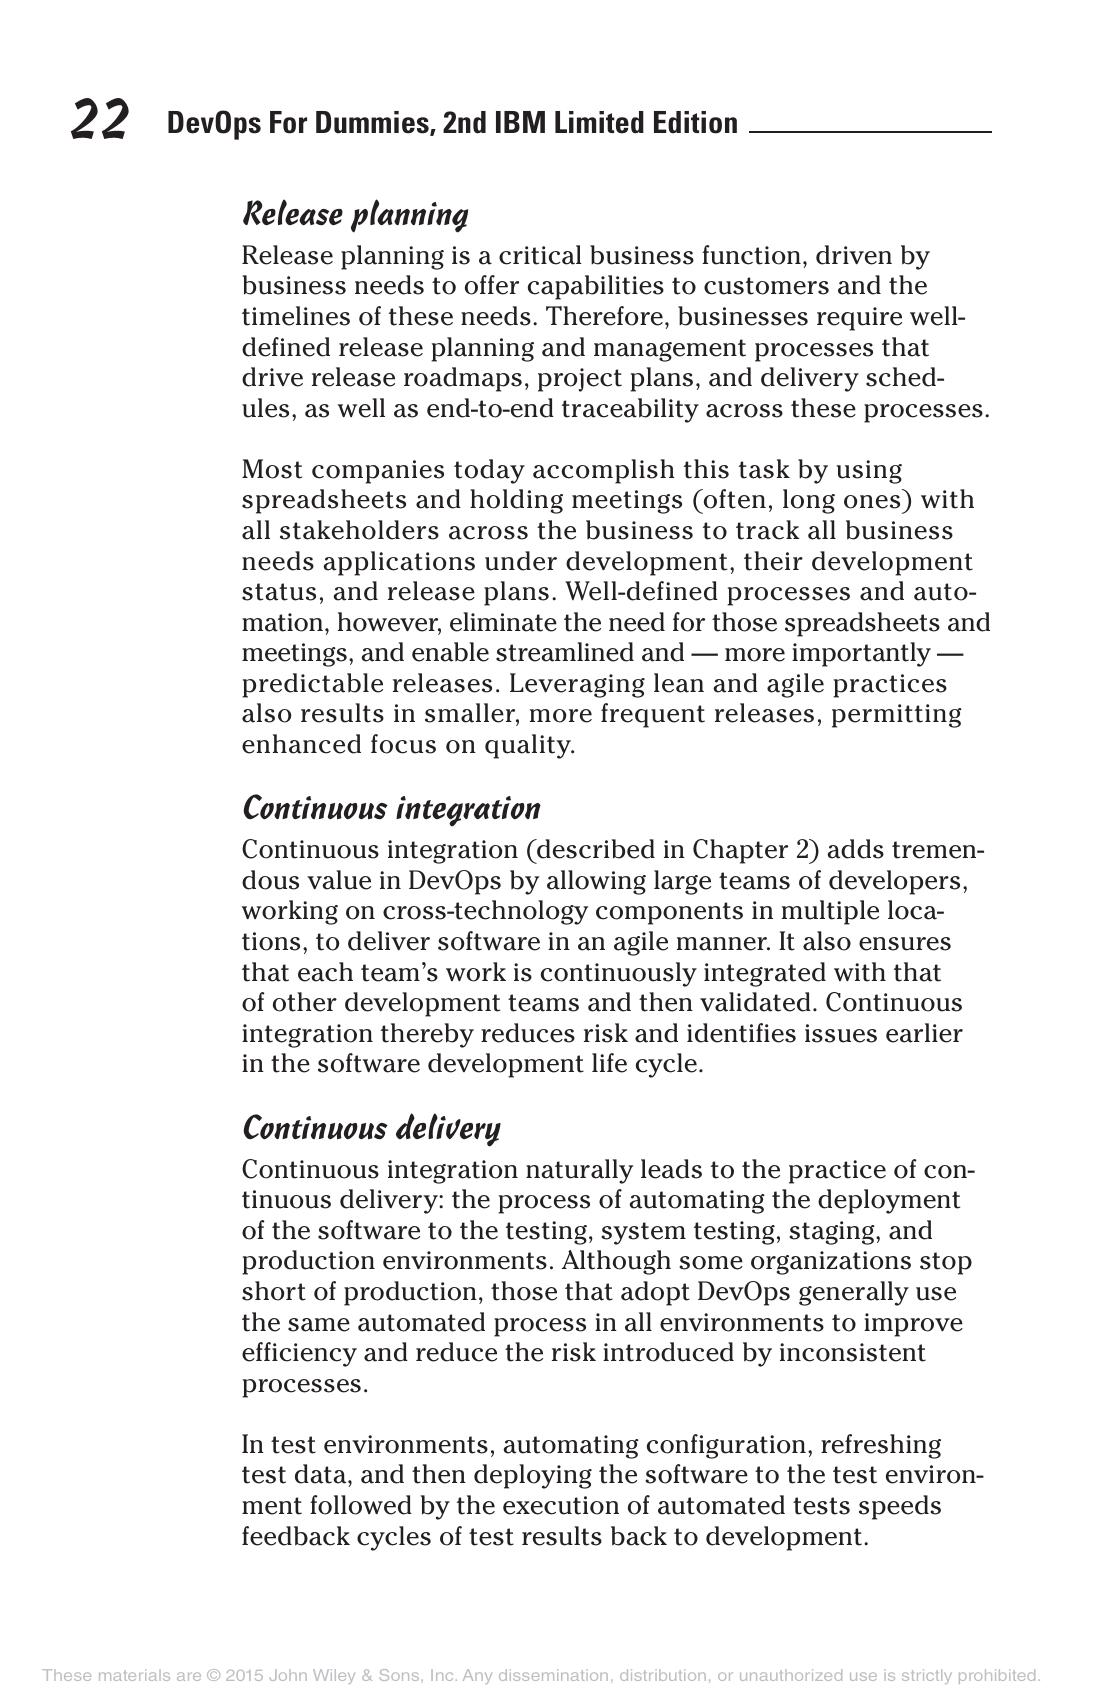 22 DevOps For Dummies, 2nd IBM Limited Edition
Release planning
Release planning is a critical business function, driven by
business needs to offer capabilities to customers and the
timelines of these needs. Therefore, businesses require well-
defined release planning and management processes that
drive release roadmaps, project plans, and delivery sched-
ules, as well as end-to-end traceability across these processes.
Most companies today accomplish this task by using
spreadsheets and holding meetings (often, long ones) with
all stakeholders across the business to track all business
needs applications under development, their development
status, and release plans. Well-defined processes and auto-
mation, however, eliminate the need for those spreadsheets and
meetings, and enable streamlined and — more importantly —
predictable releases. Leveraging lean and agile practices
also results in smaller, more frequent releases, permitting
enhanced focus on quality.
Continuous integration
Continuous integration (described in Chapter 2) adds tremen-
dous value in DevOps by allowing large teams of developers,
working on cross-technology components in multiple loca-
tions, to deliver software in an agile manner. It also ensures
that each team’s work is continuously integrated with that
of other development teams and then validated. Continuous
integration thereby reduces risk and identifies issues earlier
in the software development life cycle.
Continuous delivery
Continuous integration naturally leads to the practice of con-
tinuous delivery: the process of automating the deployment
of the software to the testing, system testing, staging, and
production environments. Although some organizations stop
short of production, those that adopt DevOps generally use
the same automated process in all environments to improve
efficiency and reduce the risk introduced by inconsistent
processes.
In test environments, automating configuration, refreshing
test data, and then deploying the software to the test environ-
ment followed by the execution of automated tests speeds
feedback cycles of test results back to development.
These materials are © 2015 John Wiley & Sons, Inc. Any dissemination, distribution, or unauthorized use is strictly prohibited.